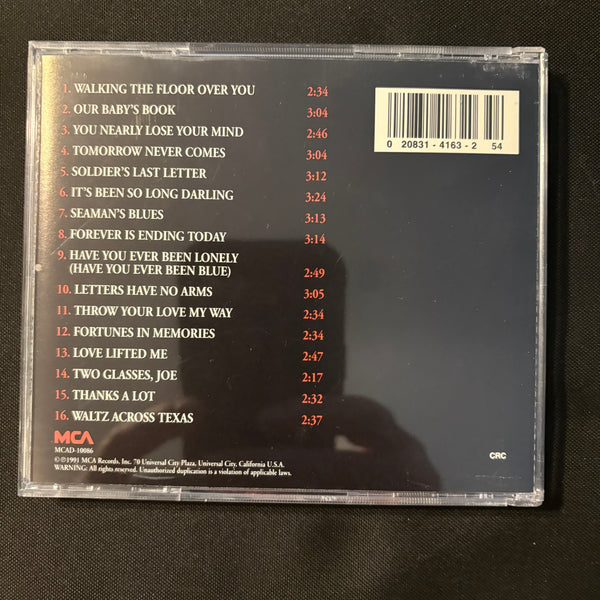 1. WALKING THE FLOOR OVER YOU 2:34
2. OUR BABY'S BOOK 3:04
3. YOU NEARLY LOSE YOUR MIND 2:46
4. TOMORROW NEVER COMES 3:04
5. SOLDIER'S LAST LETTER 3:12
6. IT'S BEEN SO LONG DARLING 3:24
7. SEAMAN'S BLUES 3:13
8. FOREVER IS ENDING TODAY 3:14
9. HAVE YOU EVER BEEN LONELY
(HAVE YOU EVER BEEN BLUE) 2:49
10. LETTERS HAVE NO ARMS 3:05
11. THROW YOUR LOVE MY WAY 2:34
12. FORTUNES IN MEMORIES 2:34
13. LOVE LIFTED ME 2:47
14. TWO GLASSES, JOE 2:17
15. THANKS A LOT 2:32
16. WALTZ ACROSS TEXAS 2:37
0 20831-4163-2 54
MCA
MCAD-10086
©℗1991 MCA Records, Inc. 70 Universal City Plaza, Universal City, California U.S.A.
WARNING: All rights reserved. Unauthorized duplication is a violation of applicable laws.
CRC